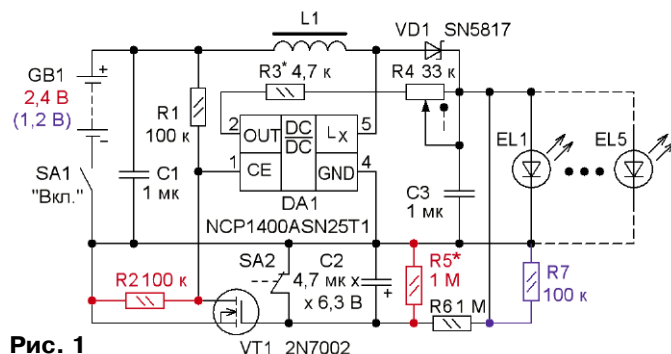 L1
VD1 SN5817
GB1
2,4 В
(1,2 В)
+
−
R1
100 к
R3* 4,7 к
R4 33 к
2 OUT DC DC LX 5
1 CE GND 4
DA1
NCP1400ASN25T1
EL1
EL5
SA1
"Вкл."
C1
1 мк
C3
1 мк
SA2
C2
4,7 мк х
х 6,3 В
+
R2 100 к
R5*
1 М
R6 1 М
R7
100 к
VT1 2N7002
Рис. 1